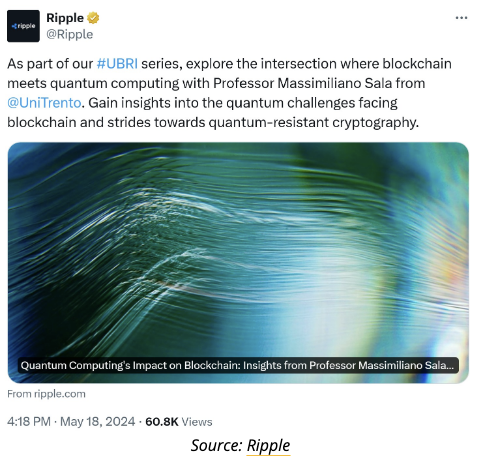 ripple
Ripple
@Ripple
As part of our #UBRI series, explore the intersection where blockchain
meets quantum computing with Professor Massimiliano Sala from
@UniTrento. Gain insights into the quantum challenges facing
blockchain and strides towards quantum-resistant cryptography.
Quantum Computing's Impact on Blockchain: Insights from Professor Massimiliano Sala...
From ripple.com
4:18 PM · May 18, 2024 · 60.8K Views
Source: Ripple